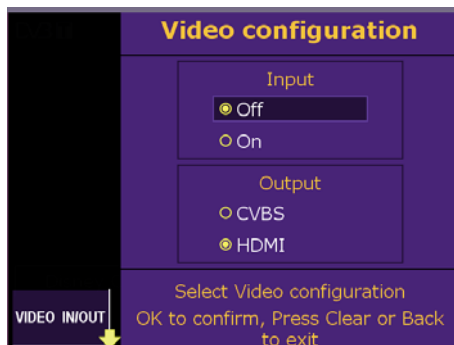 Video configuration
Input
Off
On
Output
CVBS
HDMI
Select Video configuration
OK to confirm, Press Clear or Back
to exit
VIDEO IN/OUT